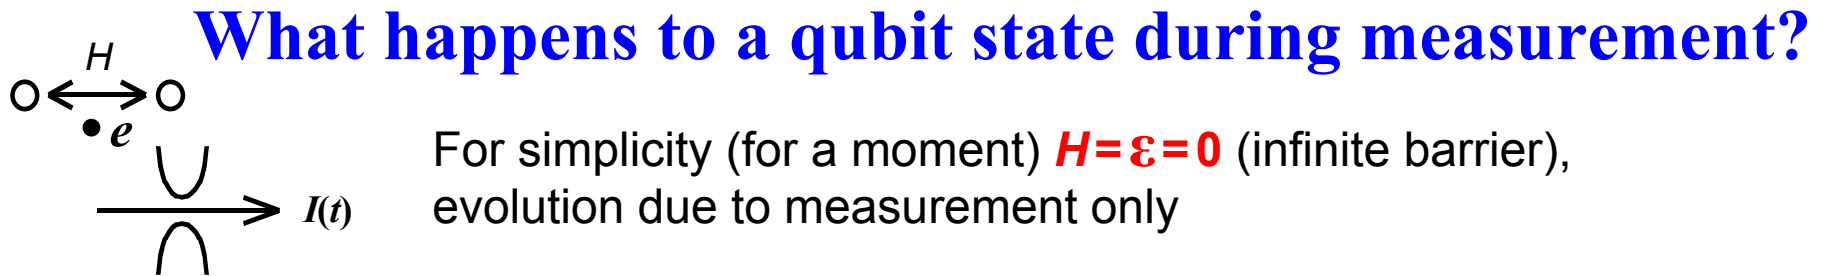 What happens to a qubit state during measurement?
H
e
I(t)
For simplicity (for a moment) H=ε=0 (infinite barrier),
evolution due to measurement only